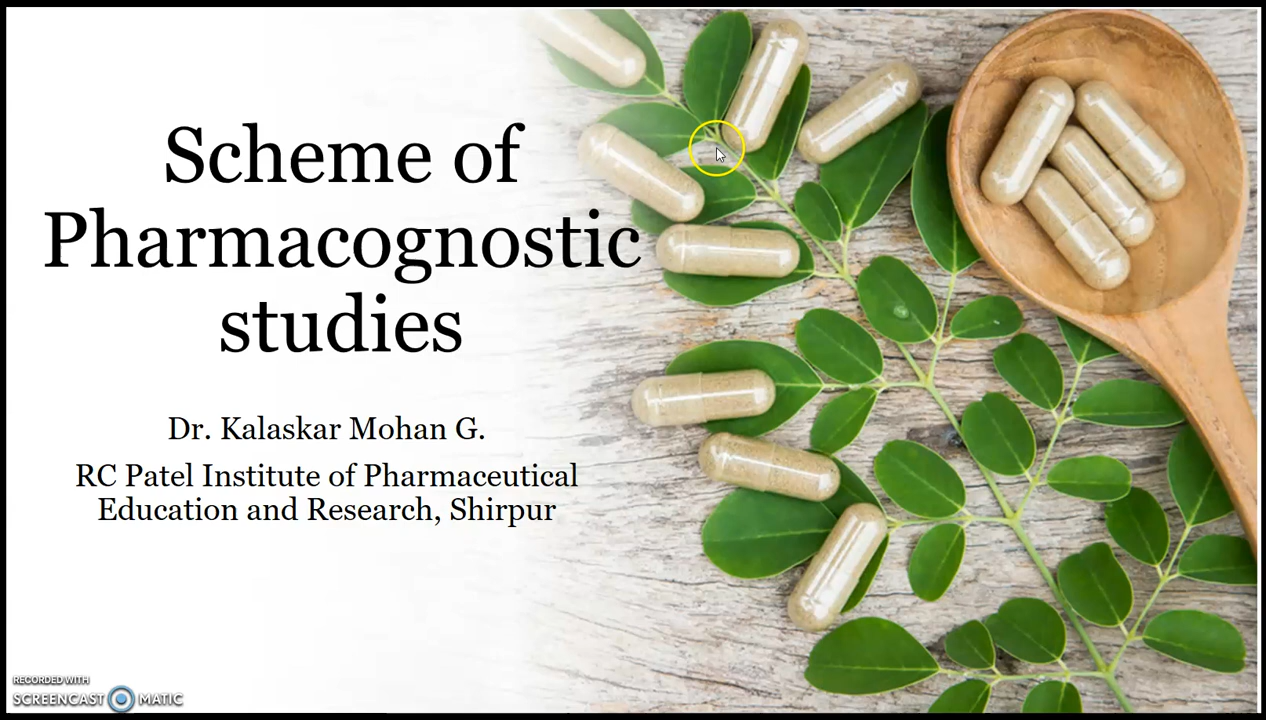 Scheme of
Pharmacognostic
studies
Dr. Kalaskar Mohan G.
RC Patel Institute of Pharmaceutical
Education and Research, Shirpur
RECORDED WITH
SCREENCAST MATIC